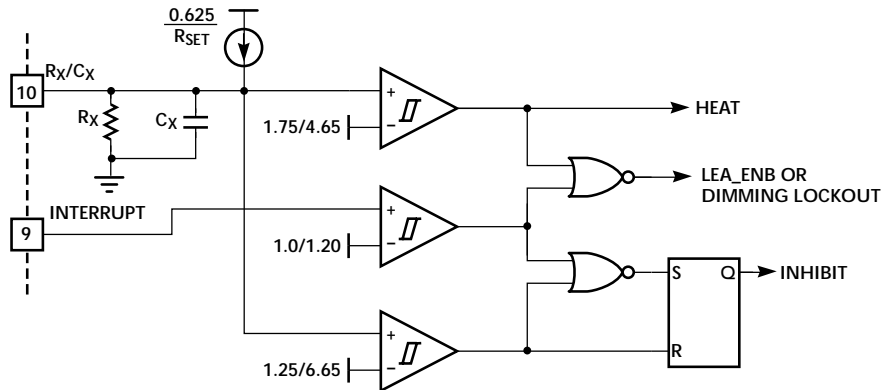 0.625
RSET
RX/CX
10
RX
CX
+
−
1.75/4.65
HEAT
LEA_ENB OR
DIMMING LOCKOUT
INTERRUPT
9
+
−
1.0/1.20
S
Q
INHIBIT
R
+
−
1.25/6.65